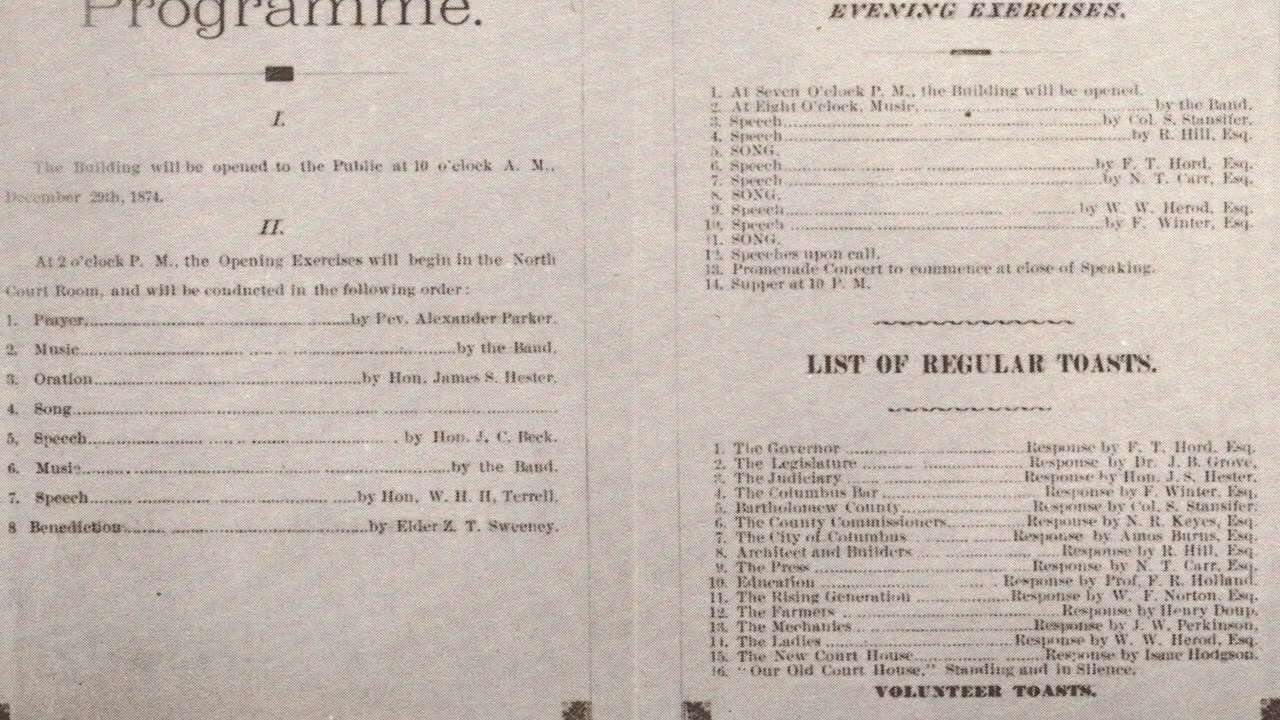 Programme.
I.
The Building will be opened to the Public at 10 o'clock A. M.,
December 29th, 1874.
II.
At 2 o'clock P. M., the Opening Exercises will begin in the North
Court Room, and will be conducted in the following order:
1. Prayer, by Rev. Alexander Parker.
2. Music by the Band.
3. Oration by Hon. James S. Hester.
4. Song
5. Speech by Hon. J. C. Beck.
6. Music by the Band.
7. Speech by Hon. W. H. H. Terrell.
8 Benediction by Elder Z. T. Sweeney.
EVENING EXERCISES.
1. At Seven O'clock P. M., the Building will be opened.
2. At Eight O'clock, Music, by the Band.
3. Speech by Col. S. Stansifer.
4. Speech by R. Hill, Esq.
5. SONG.
6. Speech by F. T. Hord, Esq.
7. Speech by N. T. Carr, Esq.
8. SONG.
9. Speech by W. W. Herod, Esq.
10. Speech by F. Winter, Esq.
11. SONG.
12. Speeches upon call.
13. Promenade Concert to commence at close of Speaking.
14. Supper at 10 P. M.
LIST OF REGULAR TOASTS.
1. The Governor Response by F. T. Hord, Esq.
2. The Legislature Response by Dr. J. B. Grove,
3. The Judiciary Response by Hon. J. S. Hester.
4. The Columbus Bar Response by F. Winter, Esq.
5. Bartholomew County Response by Col. S. Stansifer.
6. The County Commissioners Response by N. R. Keyes, Esq.
7. The City of Columbus Response by Amos Burns, Esq.
8. Architect and Builders Response by R. Hill, Esq.
9. The Press Response by N. T. Carr, Esq.
10. Education Response by Prof. F. R. Holland.
11. The Rising Generation Response by W. F. Norton, Esq.
12. The Farmers Response by Henry Doup.
13. The Mechanics Response by J. W. Perkinson,
14. The Ladies Response by W. W. Herod, Esq.
15. The New Court House Response by Isaac Hodgson.
16. "Our Old Court House," Standing and in Silence.
VOLUNTEER TOASTS.